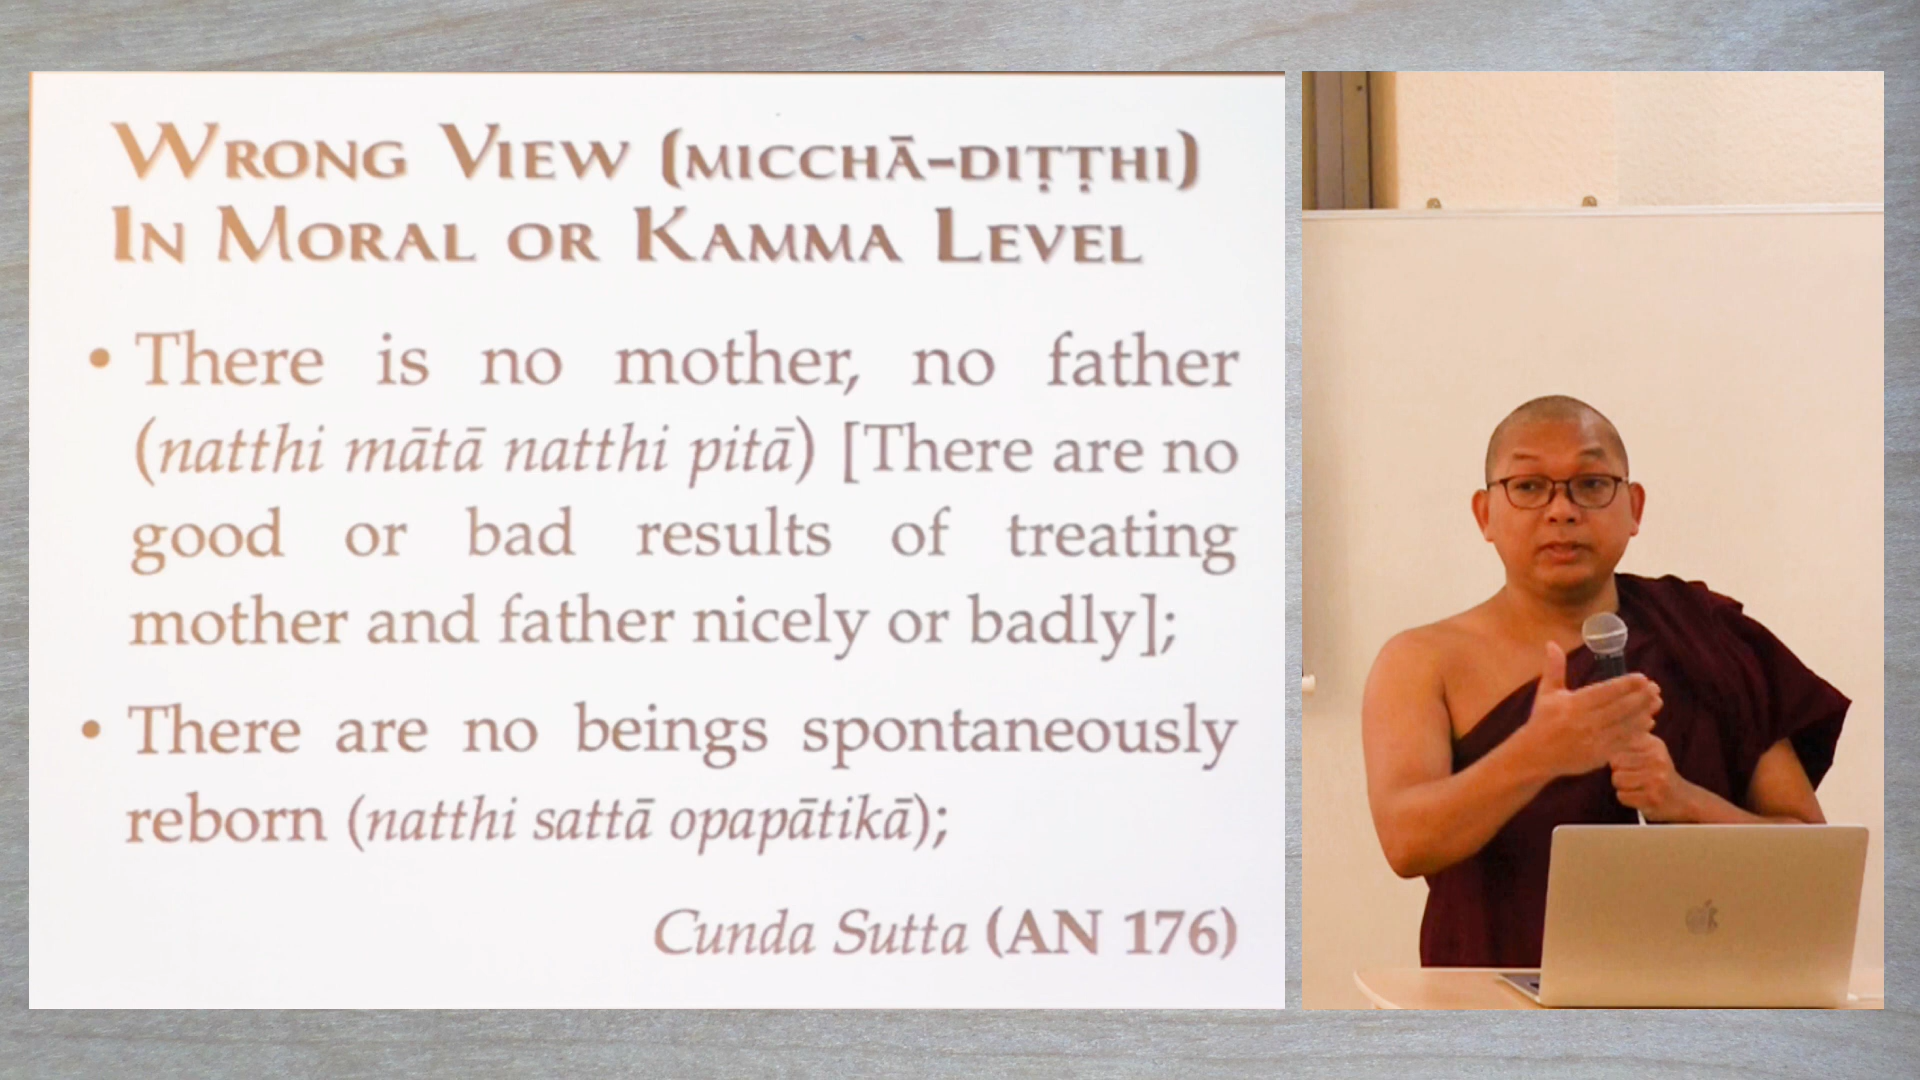 WRONG VIEW (MICCHĀ-DIṬṬHI)
IN MORAL OR KAMMA LEVEL
• There is no mother, no father
(natthi mātā natthi pitā) [There are no
good or bad results of treating
mother and father nicely or badly];
• There are no beings spontaneously
reborn (natthi sattā opapātikā);
Cunda Sutta (AN 176)